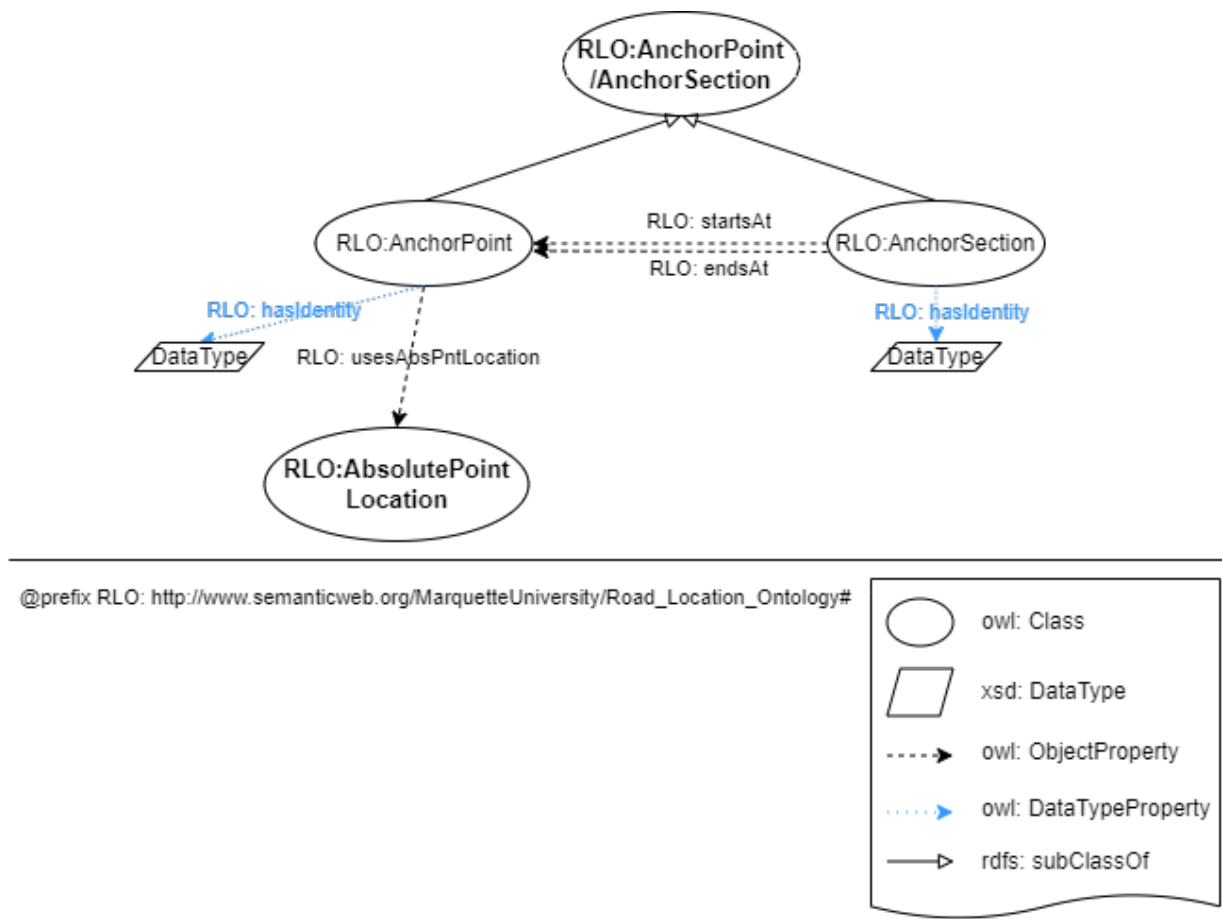 RLO:AnchorPoint
/AnchorSection
RLO:AnchorPoint
RLO: startsAt
RLO: endsAt
RLO:AnchorSection
RLO: hasIdentity
RLO: hasIdentity
DataType
RLO: usesAbsPntLocation
DataType
RLO:AbsolutePoint
Location
@prefix RLO: http://www.semanticweb.org/MarquetteUniversity/Road_Location_Ontology#
owl: Class
xsd: DataType
owl: ObjectProperty
owl: DataTypeProperty
rdfs: subClassOf